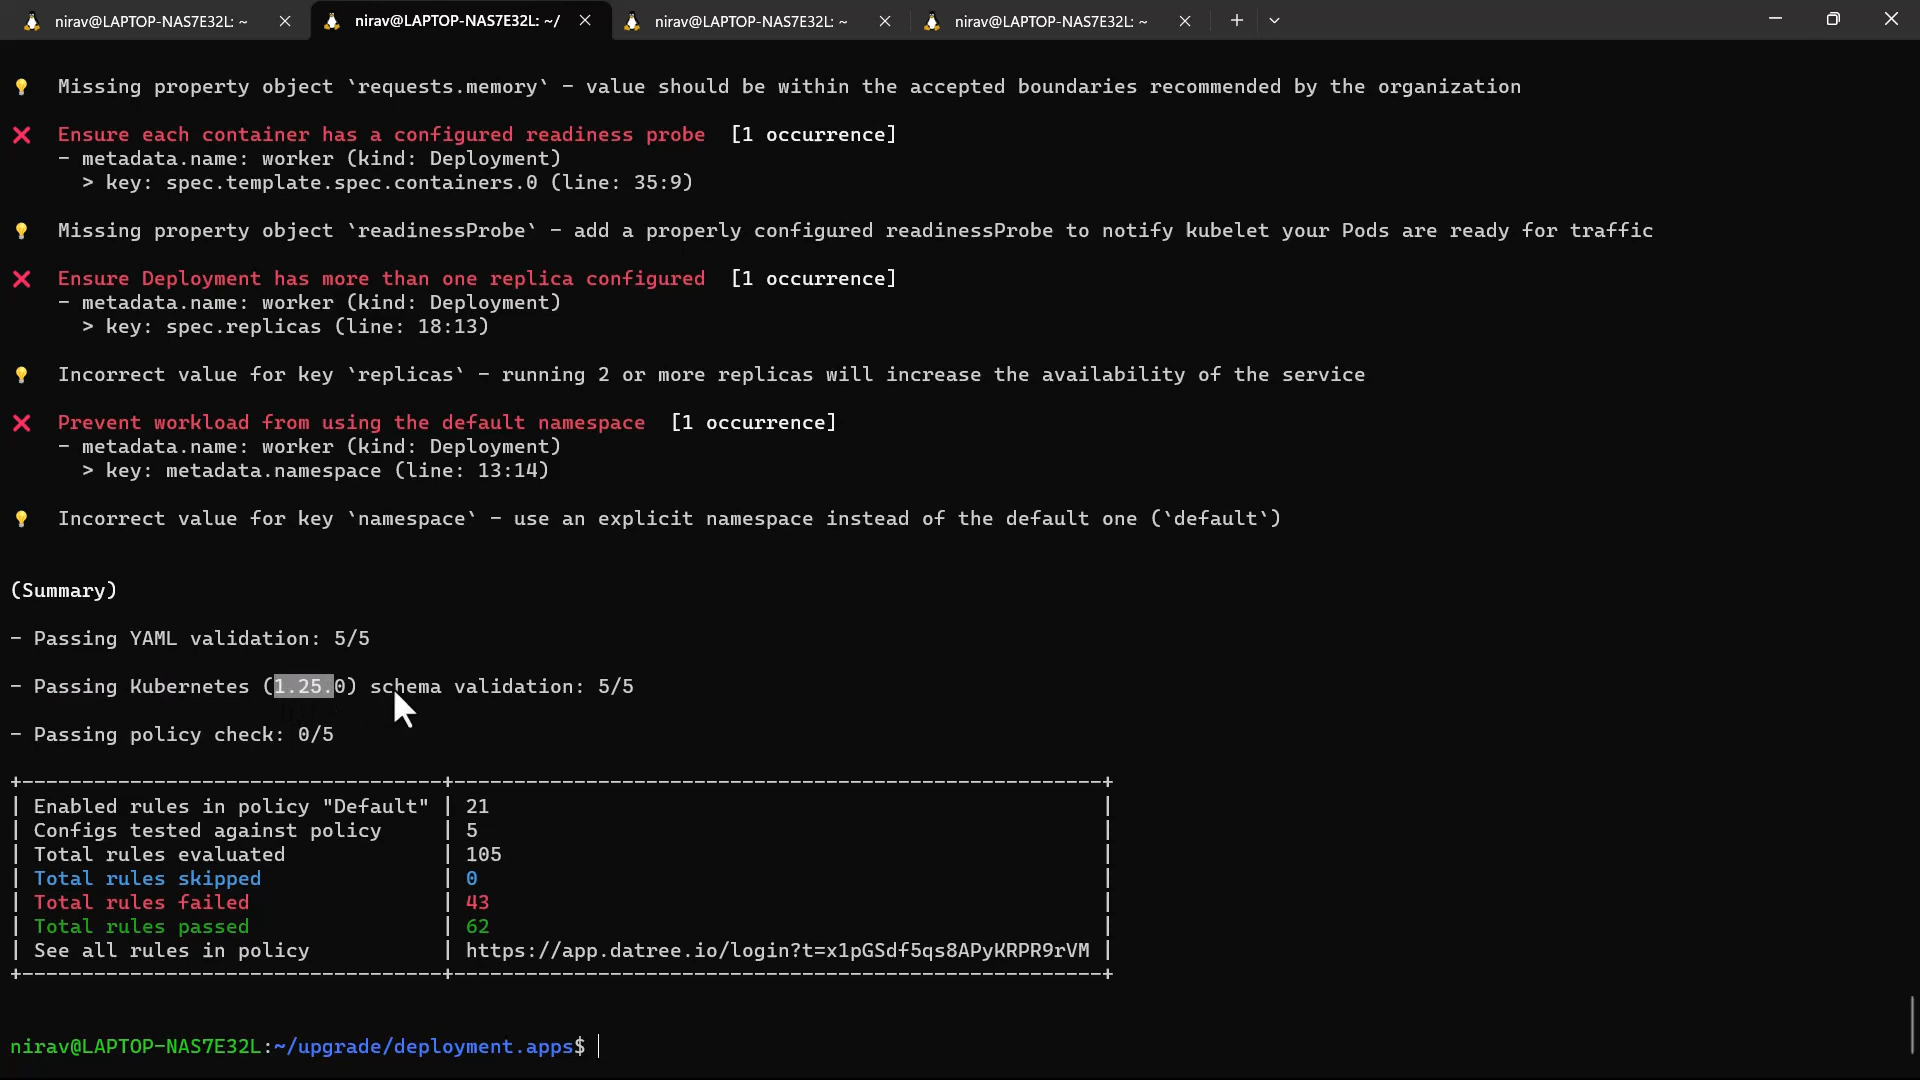 nirav@LAPTOP-NAS7E32L: ~
nirav@LAPTOP-NAS7E32L: ~/
nirav@LAPTOP-NAS7E32L: ~
nirav@LAPTOP-NAS7E32L: ~
Missing property object `requests.memory` - value should be within the accepted boundaries recommended by the organization
Ensure each container has a configured readiness probe [1 occurrence]
- metadata.name: worker (kind: Deployment)
> key: spec.template.spec.containers.0 (line: 35:9)
Missing property object `readinessProbe` - add a properly configured readinessProbe to notify kubelet your Pods are ready for traffic
Ensure Deployment has more than one replica configured [1 occurrence]
- metadata.name: worker (kind: Deployment)
> key: spec.replicas (line: 18:13)
Incorrect value for key `replicas` - running 2 or more replicas will increase the availability of the service
Prevent workload from using the default namespace [1 occurrence]
- metadata.name: worker (kind: Deployment)
> key: metadata.namespace (line: 13:14)
Incorrect value for key `namespace` - use an explicit namespace instead of the default one (`default`)
(Summary)
- Passing YAML validation: 5/5
- Passing Kubernetes (1.25.0) schema validation: 5/5
- Passing policy check: 0/5
| Enabled rules in policy "Default" | 21 |
| Configs tested against policy | 5 |
| Total rules evaluated | 105 |
| Total rules skipped | 0 |
| Total rules failed | 43 |
| Total rules passed | 62 |
| See all rules in policy | https://app.datree.io/login?t=x1pGSdf5qs8APyKRPR9rVM |
nirav@LAPTOP-NAS7E32L:~/upgrade/deployment.apps$